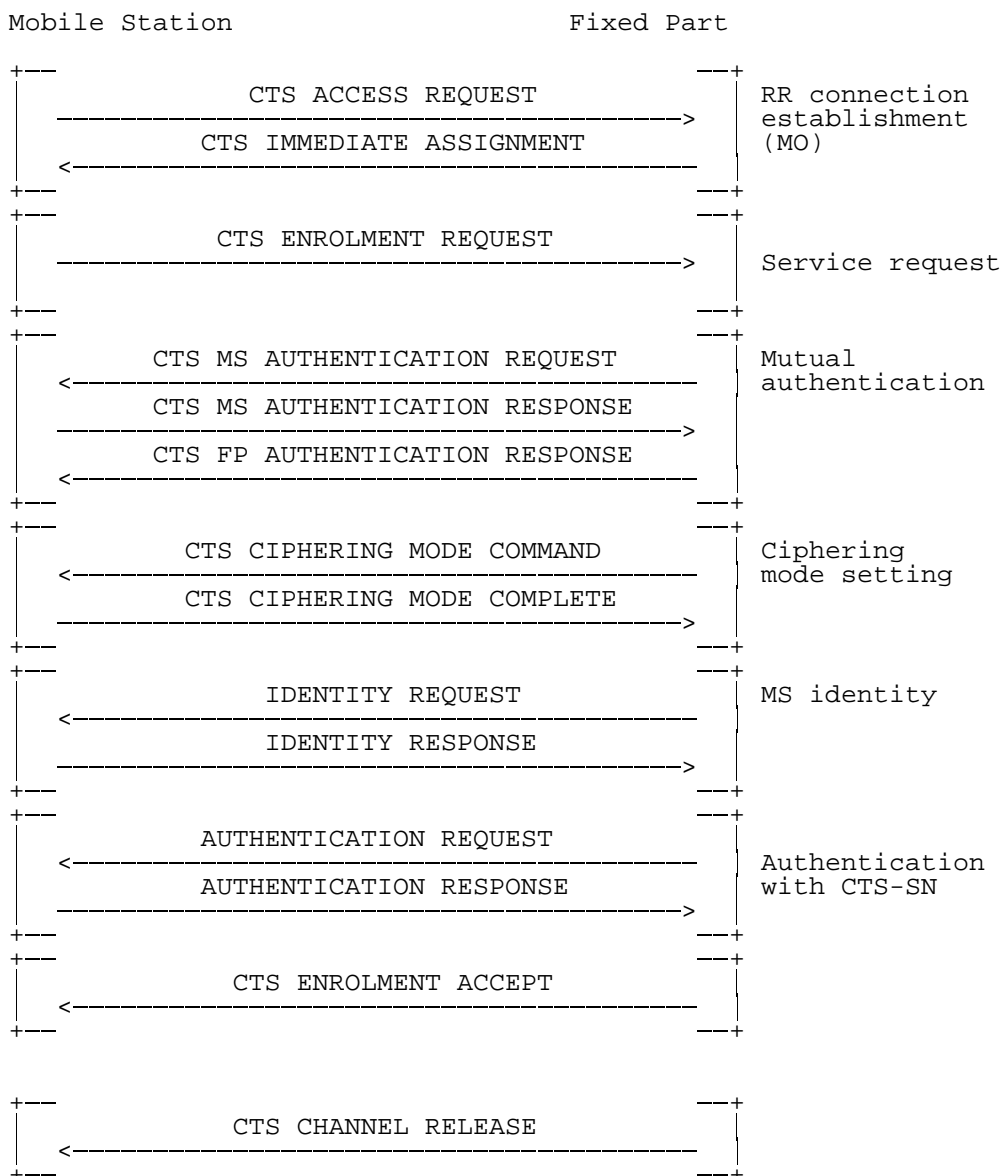 Mobile Station Fixed Part
CTS ACCESS REQUEST RR connection
establishment
CTS IMMEDIATE ASSIGNMENT (MO)
CTS ENROLMENT REQUEST
Service request
CTS MS AUTHENTICATION REQUEST Mutual
authentication
CTS MS AUTHENTICATION RESPONSE
CTS FP AUTHENTICATION RESPONSE
CTS CIPHERING MODE COMMAND Ciphering
mode setting
CTS CIPHERING MODE COMPLETE
IDENTITY REQUEST MS identity
IDENTITY RESPONSE
AUTHENTICATION REQUEST
Authentication
AUTHENTICATION RESPONSE with CTS-SN
CTS ENROLMENT ACCEPT
CTS CHANNEL RELEASE